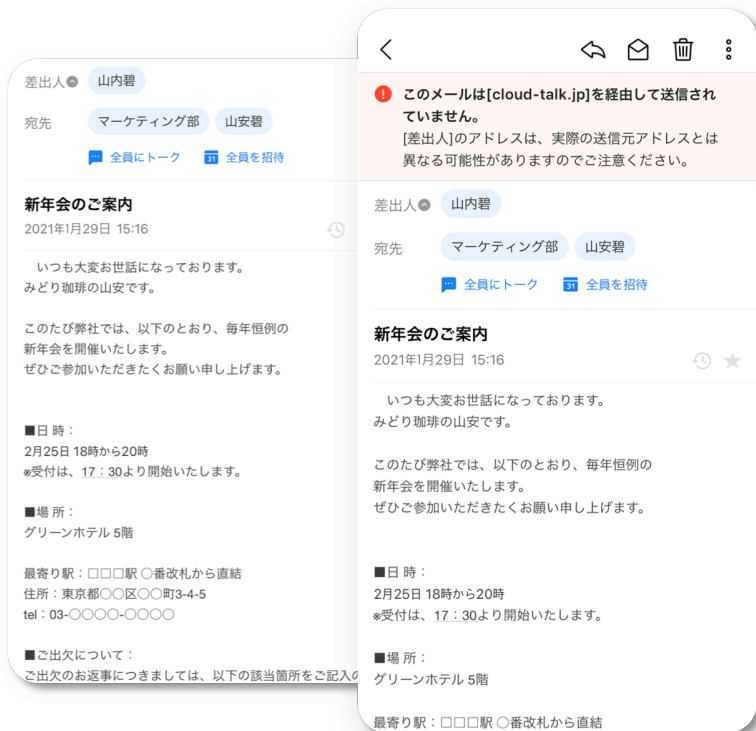 差出人
山内碧
宛先
マーケティング部
山安碧
全員にトーク
31
全員を招待
新年会のご案内
2021年1月29日 15:16
いつも大変お世話になっております。
みどり珈琲の山安です。
このたび弊社では、以下のとおり、毎年恒例の
新年会を開催いたします。
ぜひご参加いただきたくお願い申し上げます。
■日 時：
2月25日 18時から20時
※受付は、17：30より開始いたします。
■場 所：
グリーンホテル 5階
最寄り駅：□□□駅 〇番改札から直結
住所：東京都〇〇区〇〇町3-4-5
tel：03-〇〇〇〇-〇〇〇〇
■ご出欠について：
ご出欠のお返事につきましては、以下の該当箇所をご記入の
このメールは[cloud-talk.jp]を経由して送信され
ていません。
[差出人]のアドレスは、実際の送信元アドレスとは
異なる可能性がありますのでご注意ください。
差出人
山内碧
宛先
マーケティング部
山安碧
全員にトーク
31
全員を招待
新年会のご案内
2021年1月29日 15:16
いつも大変お世話になっております。
みどり珈琲の山安です。
このたび弊社では、以下のとおり、毎年恒例の
新年会を開催いたします。
ぜひご参加いただきたくお願い申し上げます。
■日 時：
2月25日 18時から20時
※受付は、17：30より開始いたします。
■場 所：
グリーンホテル 5階
最寄り駅：□□□駅 〇番改札から直結